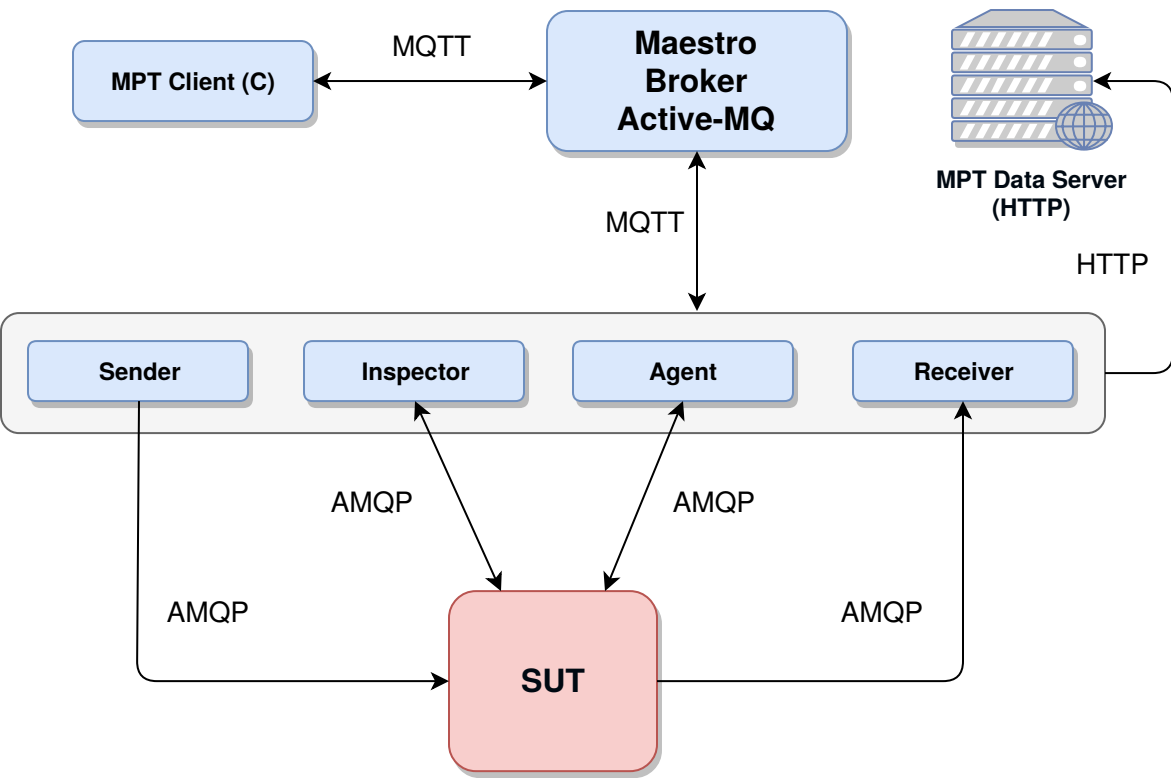 MPT Client (C)
MQTT
Maestro
Broker
Active-MQ
MPT Data Server
(HTTP)
MQTT
HTTP
Sender
Inspector
Agent
Receiver
AMQP
AMQP
AMQP
AMQP
SUT